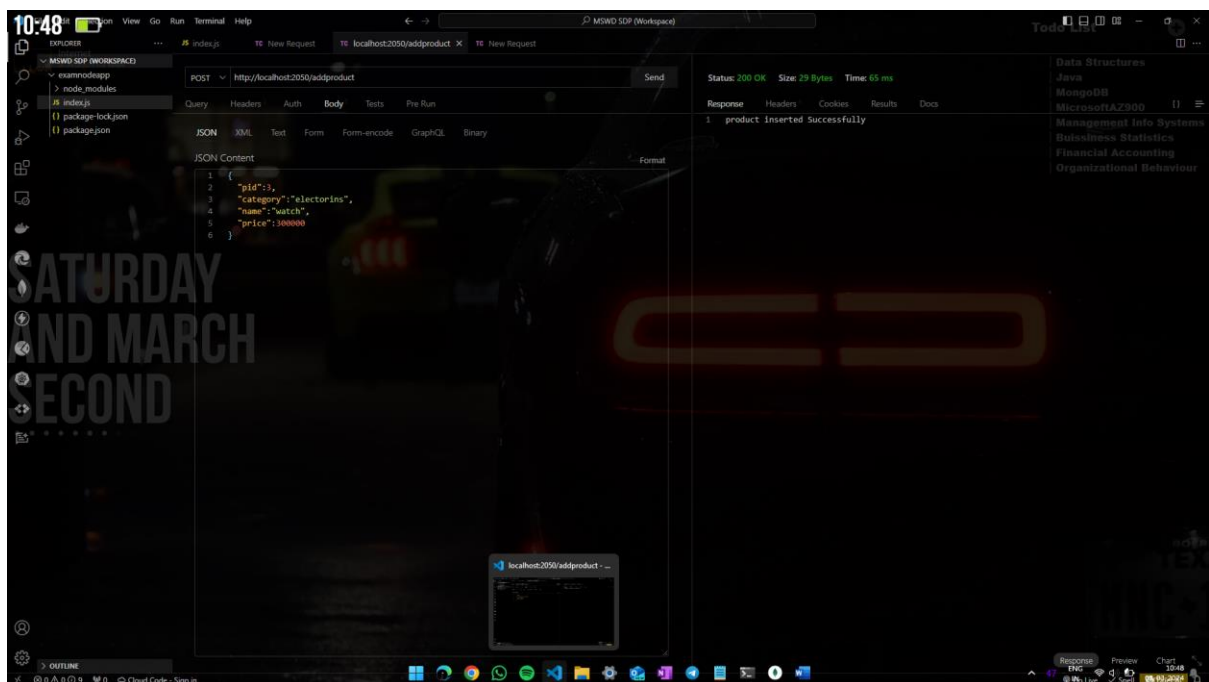 10:48
View Go Run Terminal Help
MSWD SDP (Workspace)
Todo List
EXPLORER
MSWD SDP (WORKSPACE)
examnodeapp
node_modules
JS index.js
{} package-lock.json
{} package.json
JS index.js
TC New Request
TC localhost:2050/addproduct
TC New Request
POST http://localhost:2050/addproduct Send
Query Headers Auth Body Tests Pre Run
JSON XML Text Form Form-encode GraphQL Binary
JSON Content Format
1 {
2 "pid":3,
3 "category":"electorins",
4 "name":"watch",
5 "price":300000
6 }
Status: 200 OK Size: 29 Bytes Time: 65 ms
Response Headers Cookies Results Docs
1 product inserted Successfully
Data Structures
Java
MongoDB
MicrosoftAZ900
Management Info Systems
Buissiness Statistics
Financial Accounting
Organizational Behaviour
SATURDAY
AND MARCH
SECOND
localhost:2050/addproduct - ...
OUTLINE
Cloud Code - Sign in
Response Preview Chart
ENG
10:48